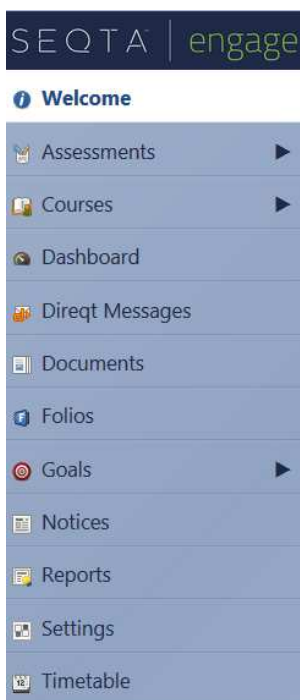 SEQTA | engage
Welcome
Assessments
Courses
Dashboard
Direqt Messages
Documents
Folios
Goals
Notices
Reports
Settings
Timetable